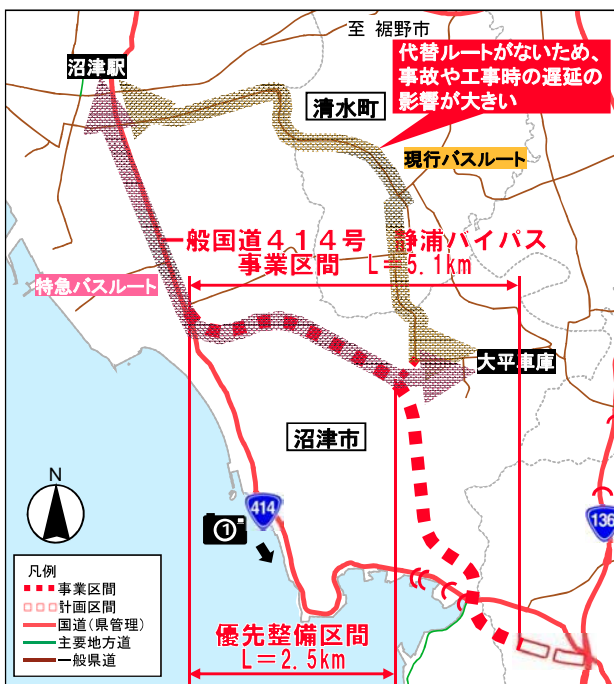 至 裾野市
沼津駅
代替ルートがないため、
事故や工事時の遅延の
影響が大きい
清水町
現行バスルート
一般国道414号 静浦バイパス
事業区間 L=5.1km
特急バスルート
大平車庫
沼津市
N
414
136
①
凡例
事業区間
計画区間
国道(県管理)
主要地方道
一般県道
優先整備区間
L=2.5km